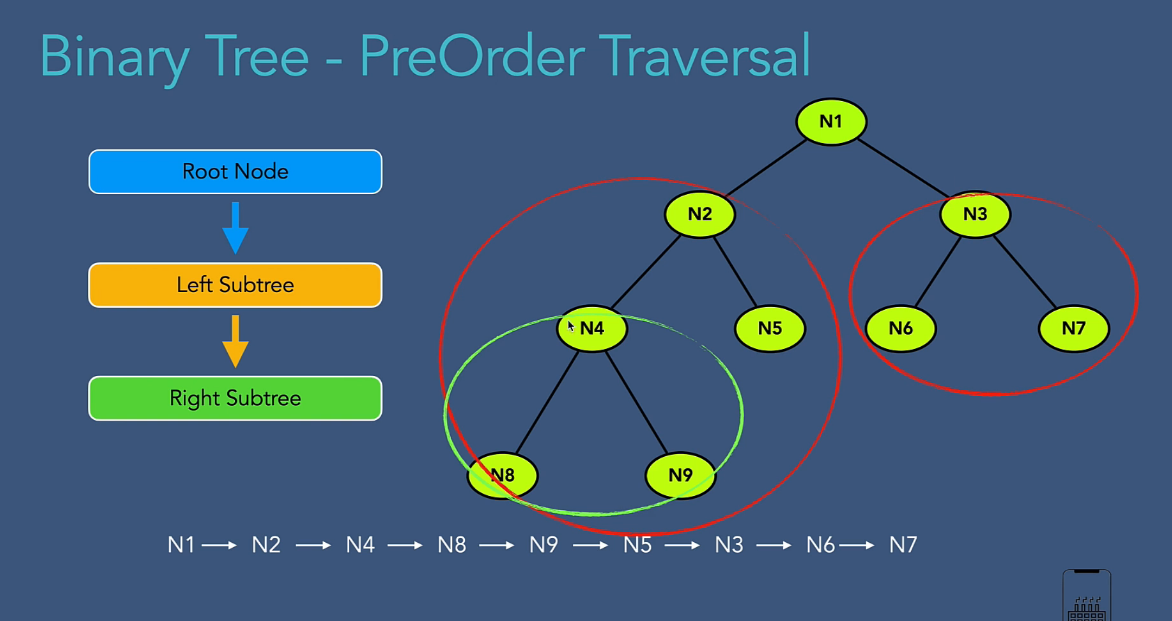 Binary Tree - PreOrder Traversal
Root Node
Left Subtree
Right Subtree
N1
N2
N3
N4
N5
N6
N7
N8
N9
N1 → N2 → N4 → N8 → N9 → N5 → N3 → N6 → N7